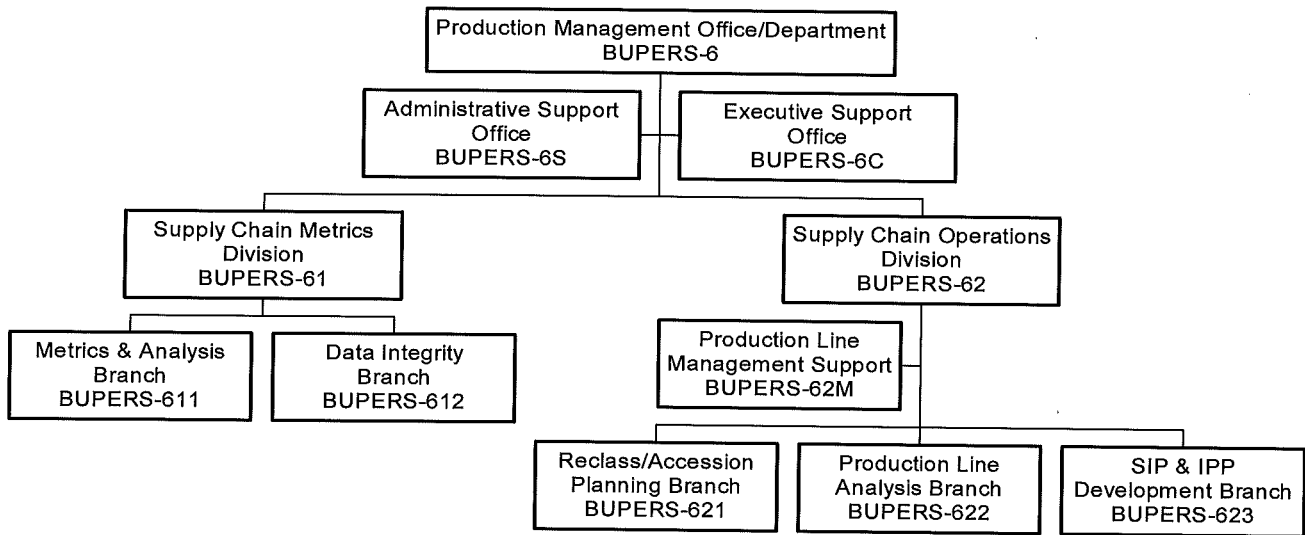 Production Management Office/Department
BUPERS-6
Administrative Support
Office
BUPERS-6S
Executive Support
Office
BUPERS-6C
Supply Chain Metrics
Division
BUPERS-61
Supply Chain Operations
Division
BUPERS-62
Metrics & Analysis
Branch
BUPERS-611
Data Integrity
Branch
BUPERS-612
Production Line
Management Support
BUPERS-62M
Reclass/Accession
Planning Branch
BUPERS-621
Production Line
Analysis Branch
BUPERS-622
SIP & IPP
Development Branch
BUPERS-623